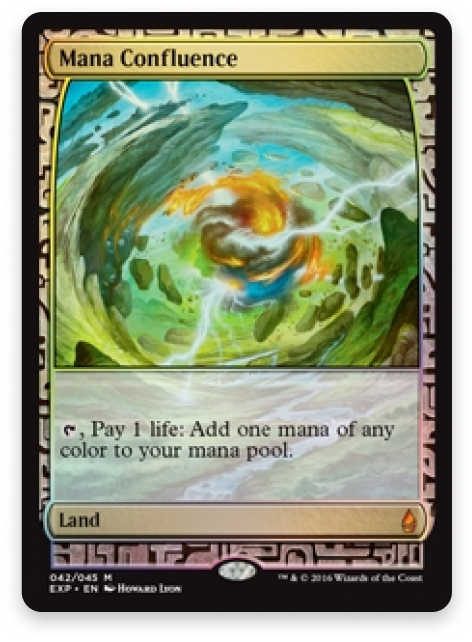 Mana Confluence
, Pay 1 life: Add one mana of any
color to your mana pool.
Land
042/045 M
EXP • EN Howard Lyon
™ & © 2016 Wizards of the Coast